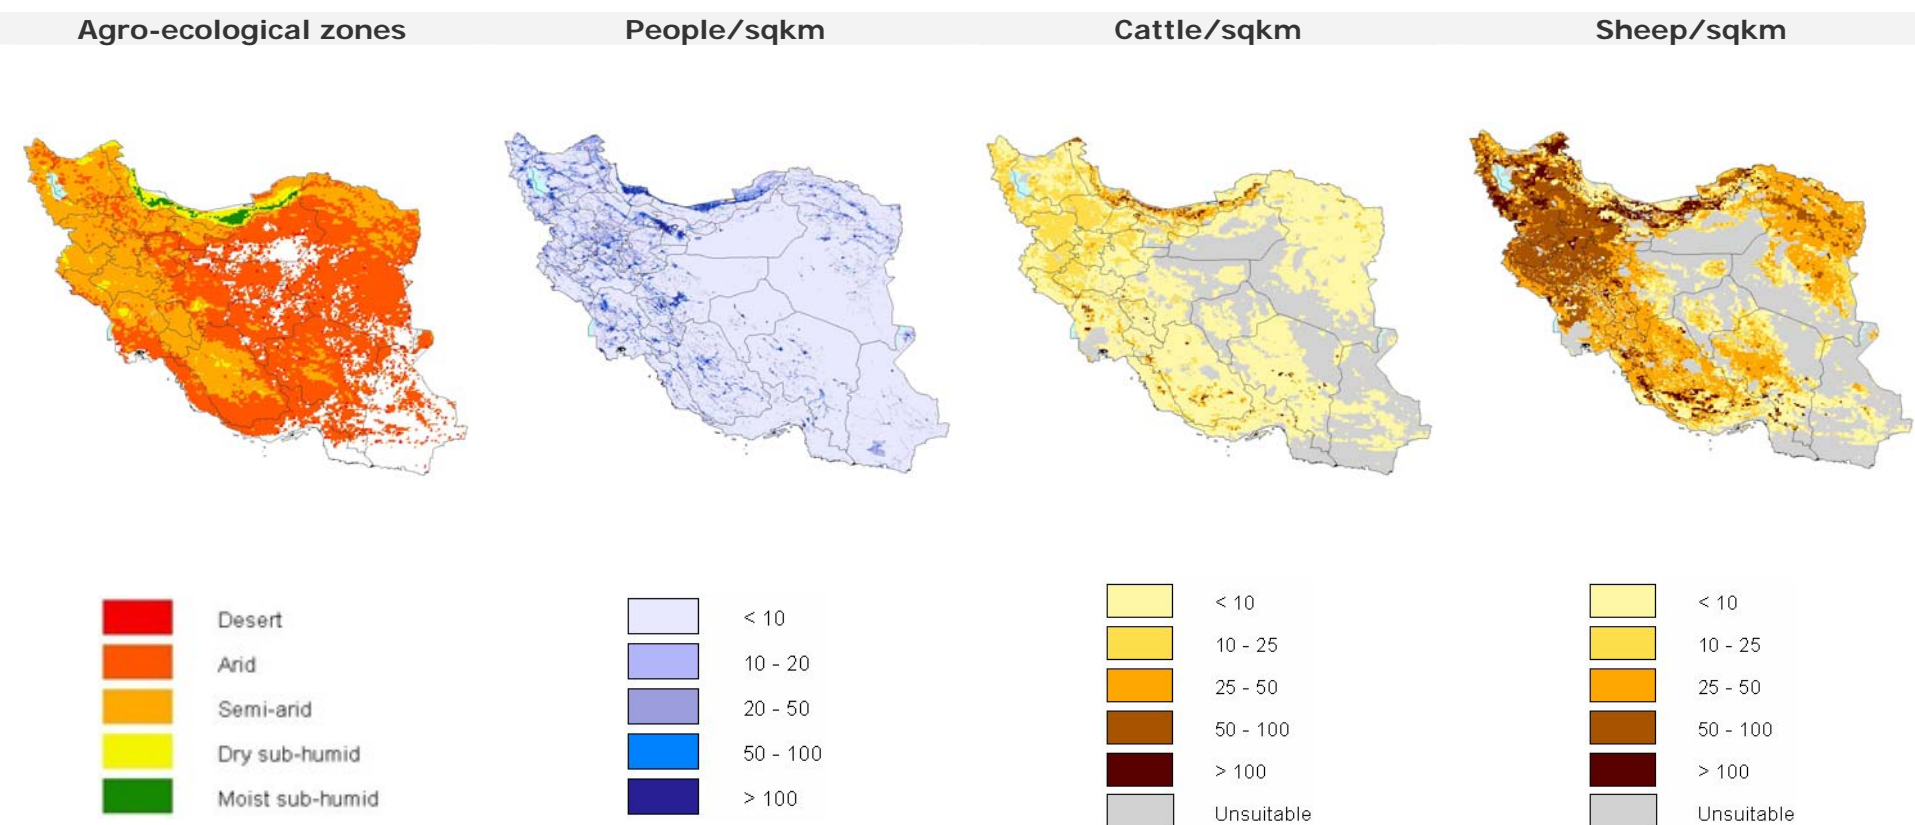 Agro-ecological zones
People/sqkm
Cattle/sqkm
Sheep/sqkm
Desert
Arid
Semi-arid
Dry sub-humid
Moist sub-humid
< 10
10 - 20
20 - 50
50 - 100
> 100
< 10
10 - 25
25 - 50
50 - 100
> 100
Unsuitable
< 10
10 - 25
25 - 50
50 - 100
> 100
Unsuitable